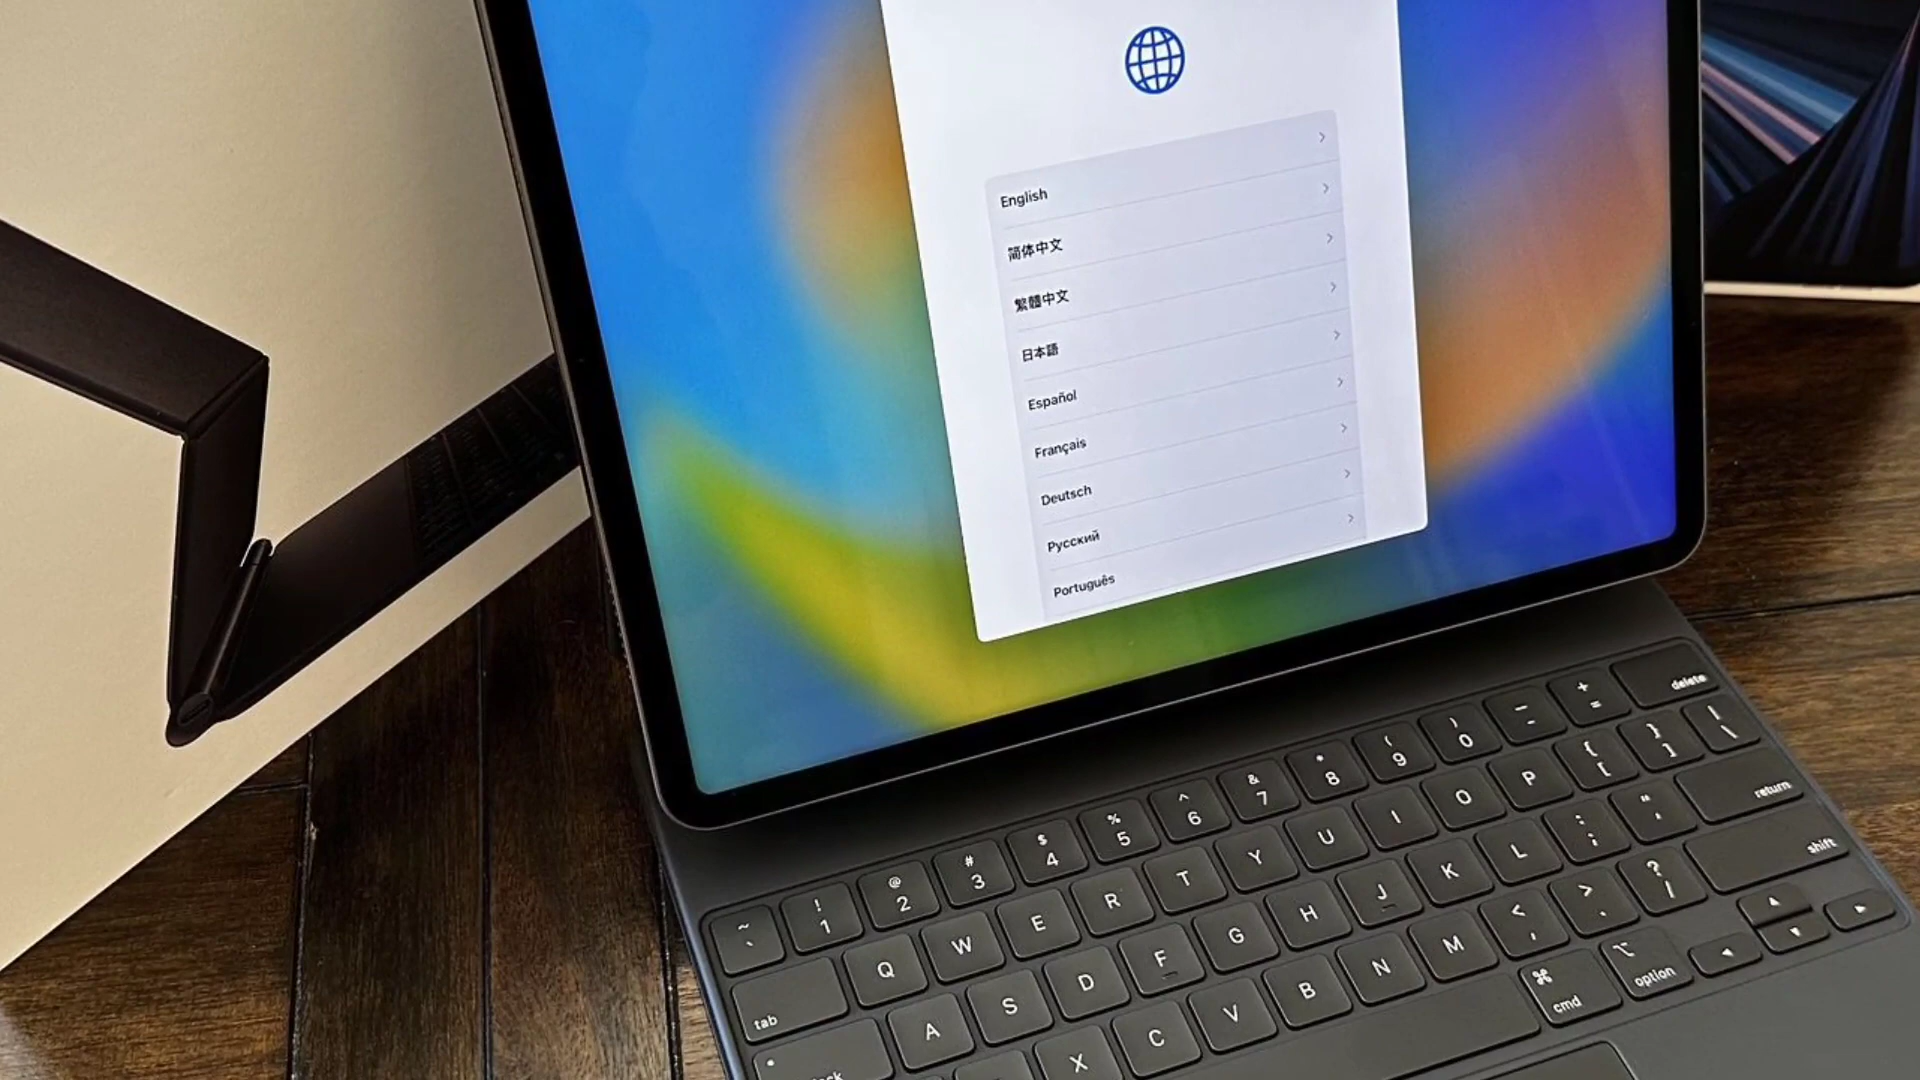 English
简体中文
繁體中文
日本語
Español
Français
Deutsch
Русский
Português
~ ! @ # $ % ^ & * ( ) _ + delete
` 1 2 3 4 5 6 7 8 9 0 - =
tab Q W E R T Y U I O P { [ } ] | \
A S D F G H J K L : ; " ' return
X C V B N M < , > . ? / shift
⌘ cmd ⌥ option ◀ ▲ ▼ ▶